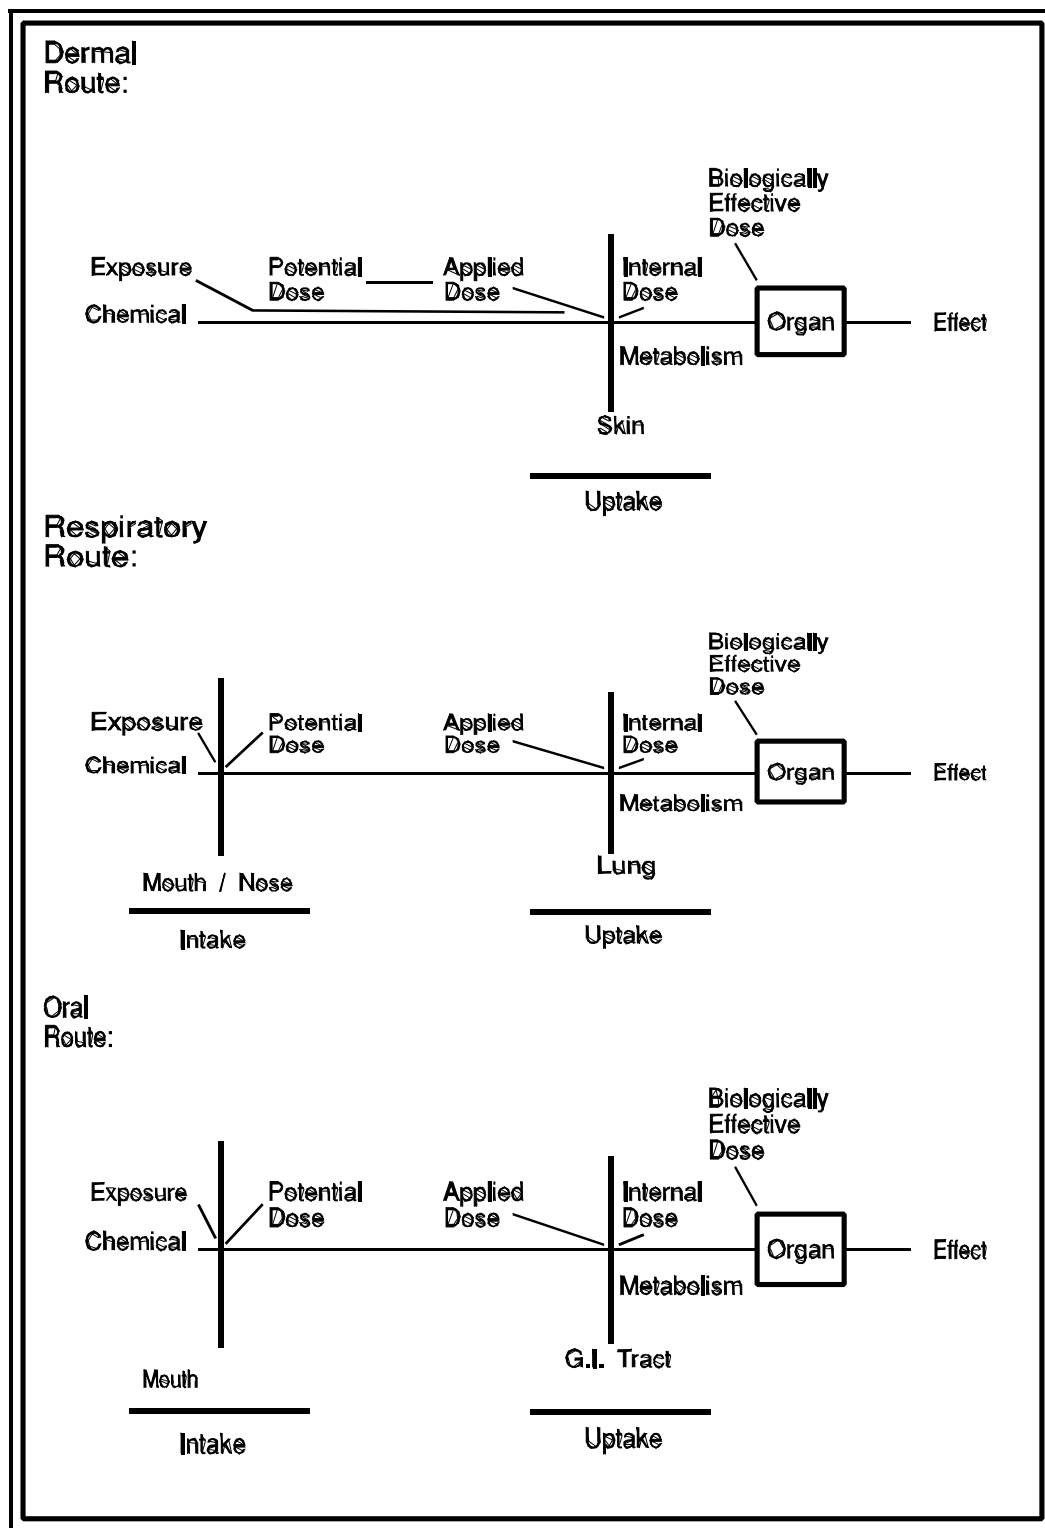 Dermal
Route:
Biologically
Effective
Dose
Exposure
Potential
Dose
Applied
Dose
Internal
Dose
Chemical
Organ
Effect
Metabolism
Skin
Uptake
Respiratory
Route:
Biologically
Effective
Dose
Exposure
Potential
Dose
Applied
Dose
Internal
Dose
Chemical
Organ
Effect
Metabolism
Lung
Mouth / Nose
Intake
Uptake
Oral
Route:
Biologically
Effective
Dose
Exposure
Potential
Dose
Applied
Dose
Internal
Dose
Chemical
Organ
Effect
Metabolism
G.I. Tract
Mouth
Intake
Uptake